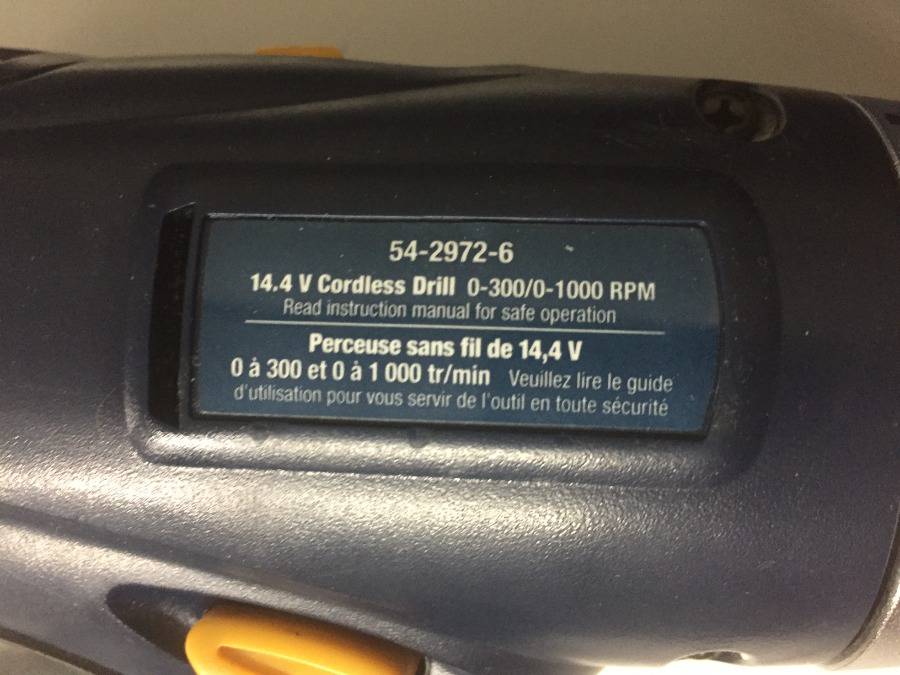 54-2972-6
14.4 V Cordless Drill 0-300/0-1000 RPM
Read instruction manual for safe operation
Perceuse sans fil de 14,4 V
0 à 300 et 0 à 1 000 tr/min Veuillez lire le guide
d'utilisation pour vous servir de l'outil en toute sécurité